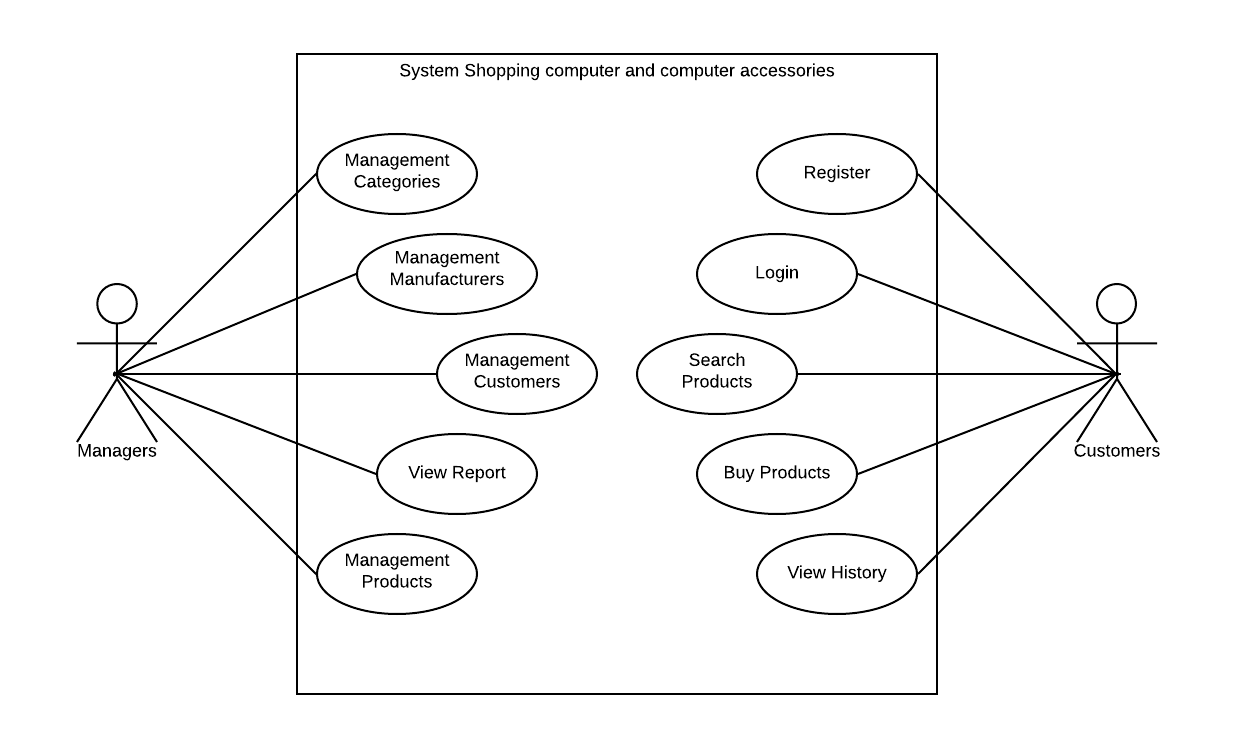 System Shopping computer and computer accessories
Management
Categories
Management
Manufacturers
Management
Customers
View Report
Management
Products
Register
Login
Search
Products
Buy Products
View History
Managers
Customers